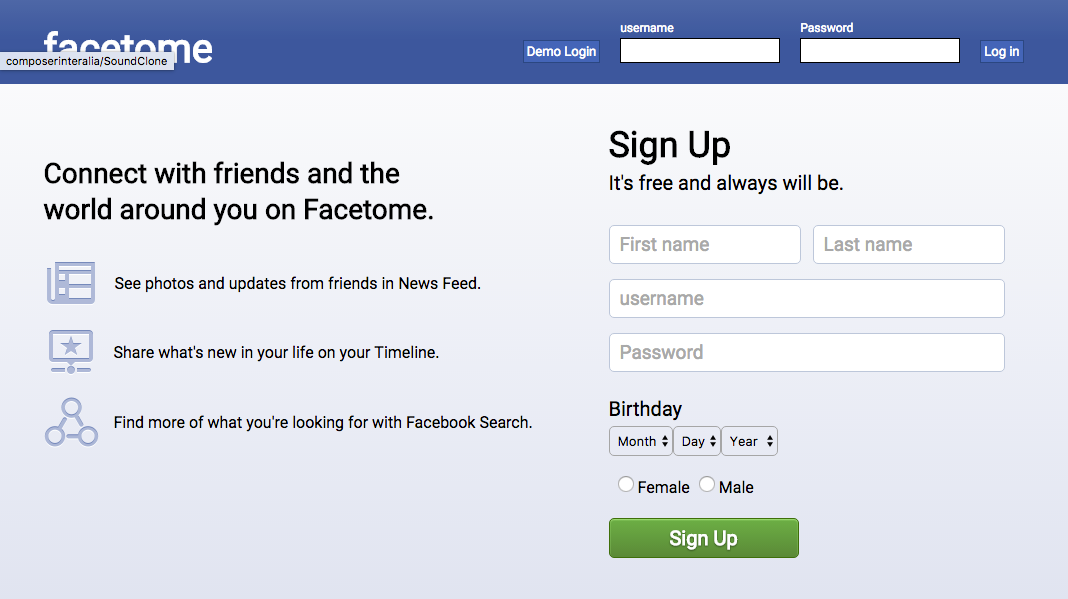 facetome
composerinteralia/SoundClone
Demo Login
username
Password
Log in
Connect with friends and the
world around you on Facetome.
See photos and updates from friends in News Feed.
Share what's new in your life on your Timeline.
Find more of what you're looking for with Facebook Search.
Sign Up
It's free and always will be.
First name
Last name
username
Password
Birthday
Month
Day
Year
Female
Male
Sign Up